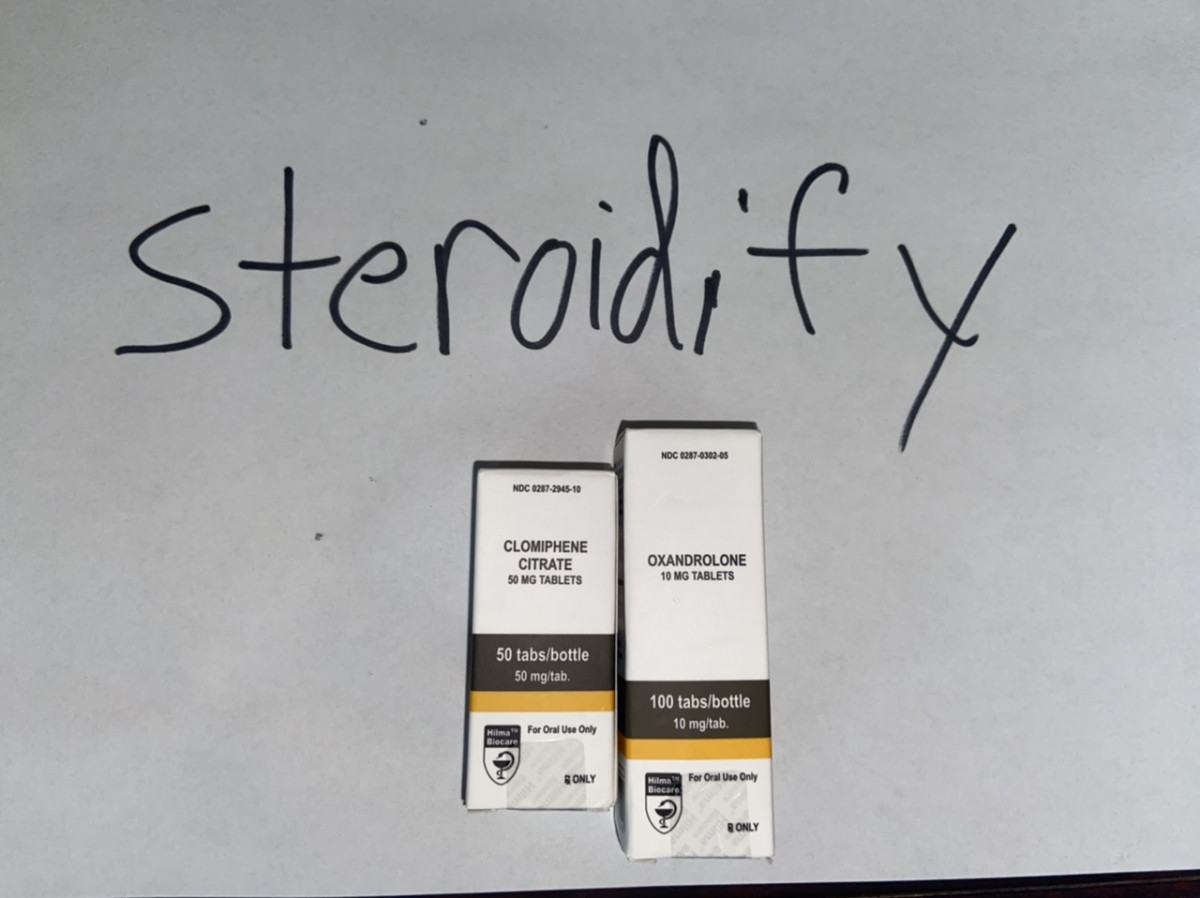 steroidify
NDC 0287-2945-10
CLOMIPHENE
CITRATE
50 MG TABLETS
50 tabs/bottle
50 mg/tab.
Hilma™
Biocare
For Oral Use Only
℞ ONLY
NDC 0287-0302-05
OXANDROLONE
10 MG TABLETS
100 tabs/bottle
10 mg/tab.
Hilma™
Biocare
For Oral Use Only
℞ ONLY